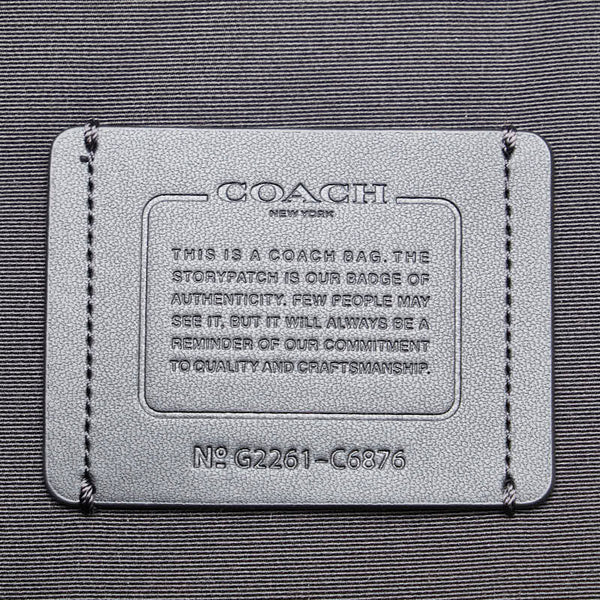 COACH
NEW YORK
THIS IS A COACH BAG. THE
STORYPATCH IS OUR BADGE OF
AUTHENTICITY. FEW PEOPLE MAY
SEE IT, BUT IT WILL ALWAYS BE A
REMINDER OF OUR COMMITMENT
TO QUALITY AND CRAFTSMANSHIP.
№ G2261-C6876